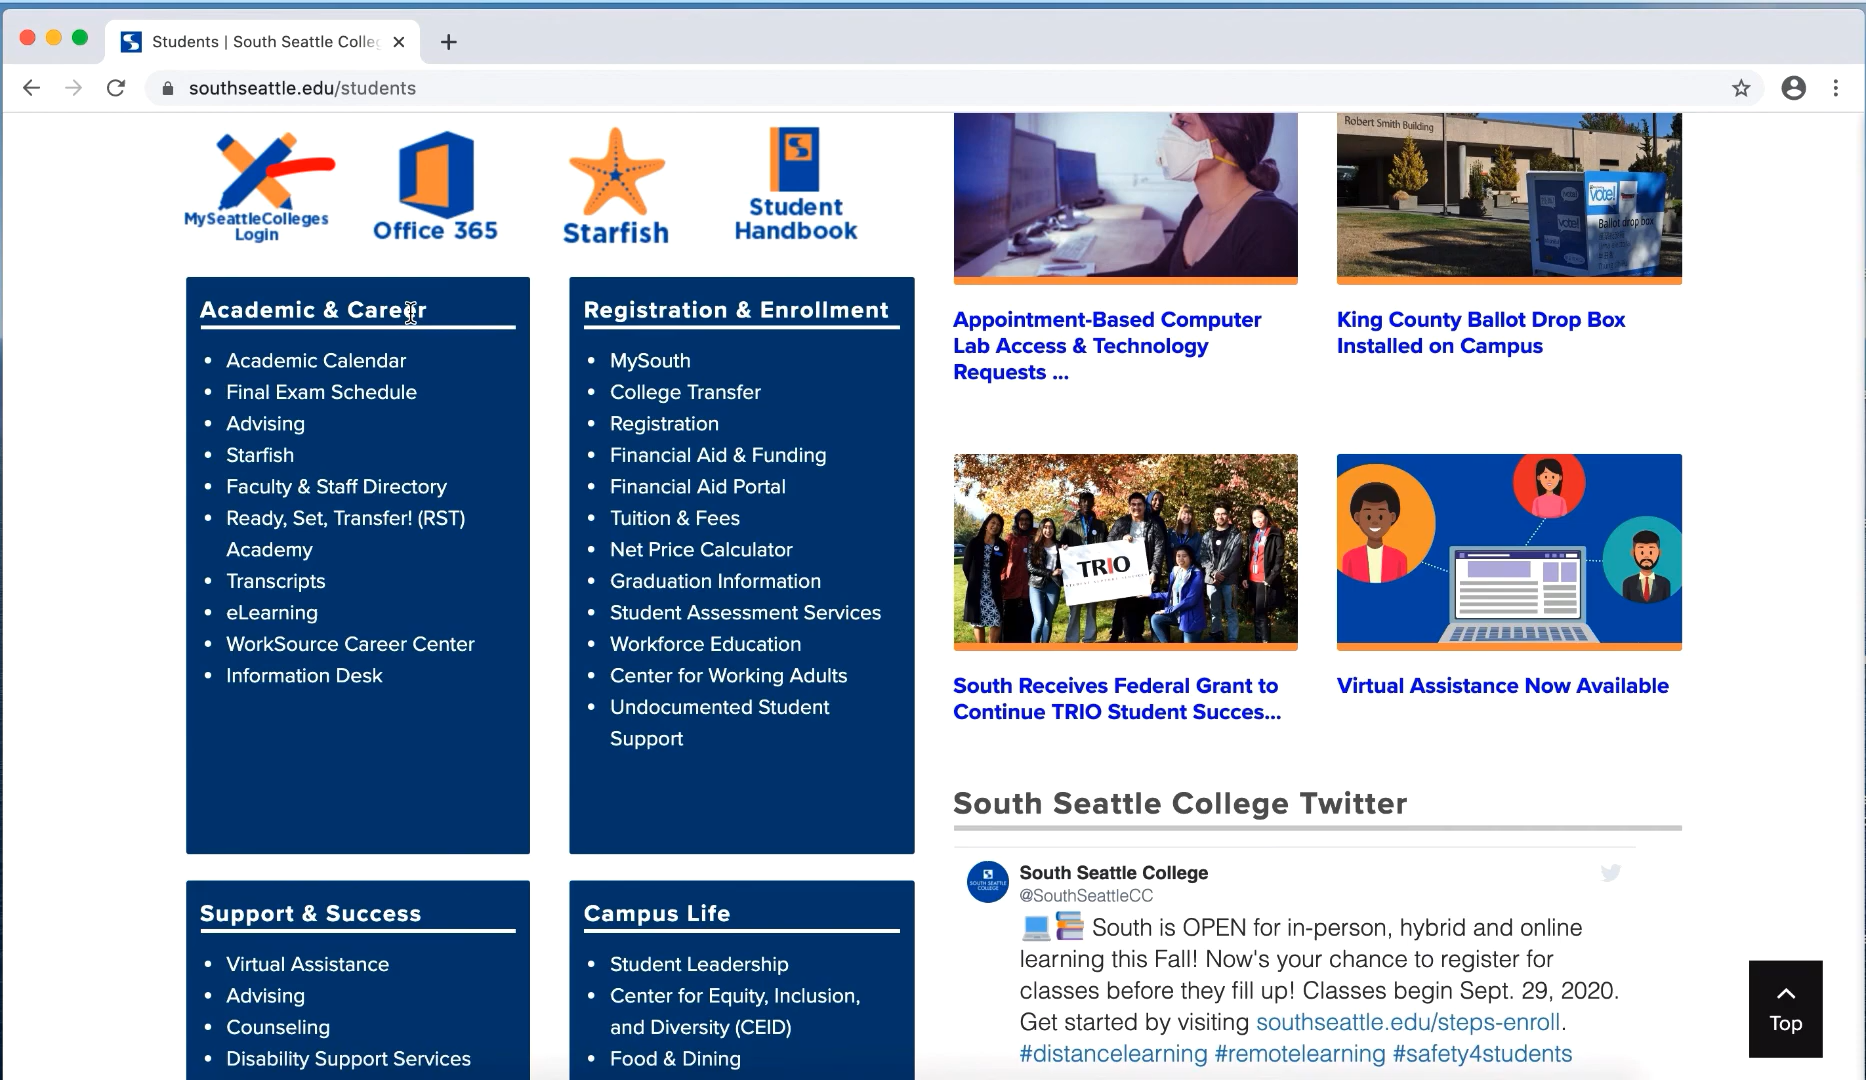 Students | South Seattle Colleg
southseattle.edu/students
MySeattleColleges
Login
Office 365
Starfish
Student
Handbook
Academic & Career
• Academic Calendar
• Final Exam Schedule
• Advising
• Starfish
• Faculty & Staff Directory
• Ready, Set, Transfer! (RST)
Academy
• Transcripts
• eLearning
• WorkSource Career Center
• Information Desk
Registration & Enrollment
• MySouth
• College Transfer
• Registration
• Financial Aid & Funding
• Financial Aid Portal
• Tuition & Fees
• Net Price Calculator
• Graduation Information
• Student Assessment Services
• Workforce Education
• Center for Working Adults
• Undocumented Student
Support
Support & Success
• Virtual Assistance
• Advising
• Counseling
• Disability Support Services
Campus Life
• Student Leadership
• Center for Equity, Inclusion,
and Diversity (CEID)
• Food & Dining
Appointment-Based Computer
Lab Access & Technology
Requests ...
Robert Smith Building
VOTE!
Ballot drop box
King County Ballot Drop Box
Installed on Campus
TRIO
South Receives Federal Grant to
Continue TRIO Student Succes...
Virtual Assistance Now Available
South Seattle College Twitter
SOUTH SEATTLE
COLLEGE
South Seattle College
@SouthSeattleCC
💻📚 South is OPEN for in-person, hybrid and online
learning this Fall! Now's your chance to register for
classes before they fill up! Classes begin Sept. 29, 2020.
Get started by visiting southseattle.edu/steps-enroll.
#distancelearning #remotelearning #safety4students
Top